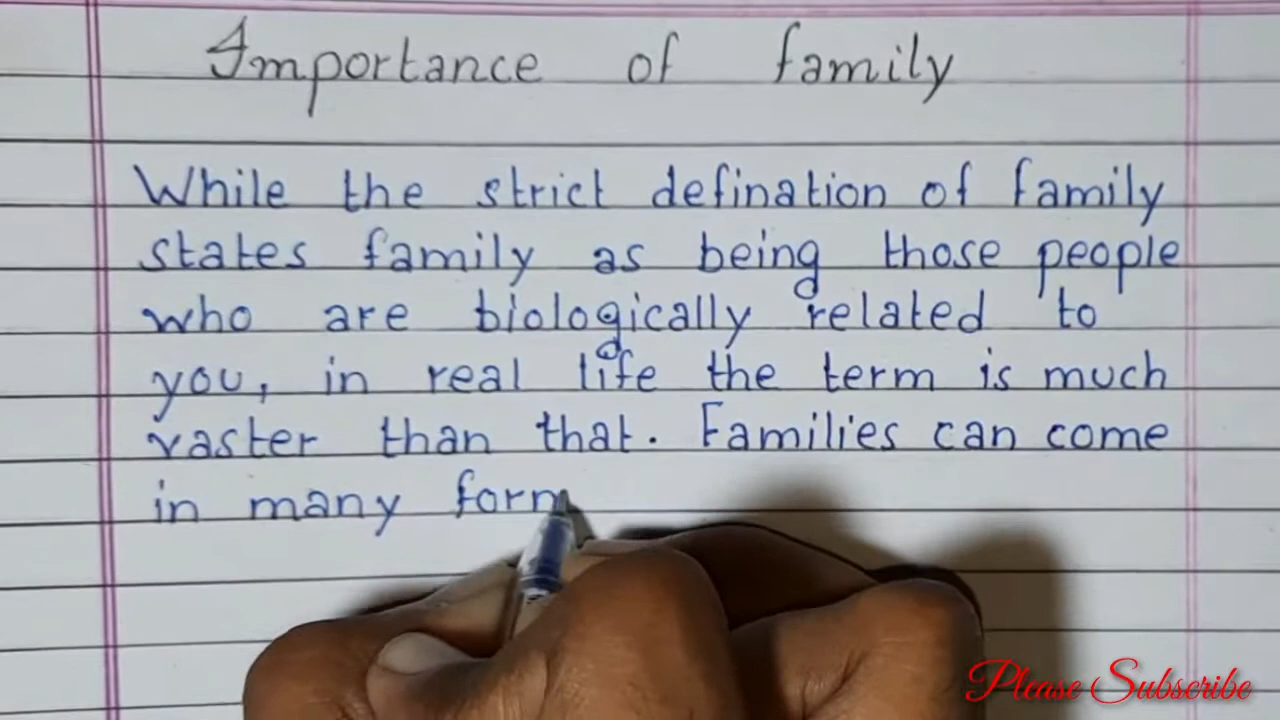 Importance of family
While the strict defination of family
states family as being those people
who are biologically related to
you, in real life the term is much
vaster than that. Families can come
in many form
Please Subscribe